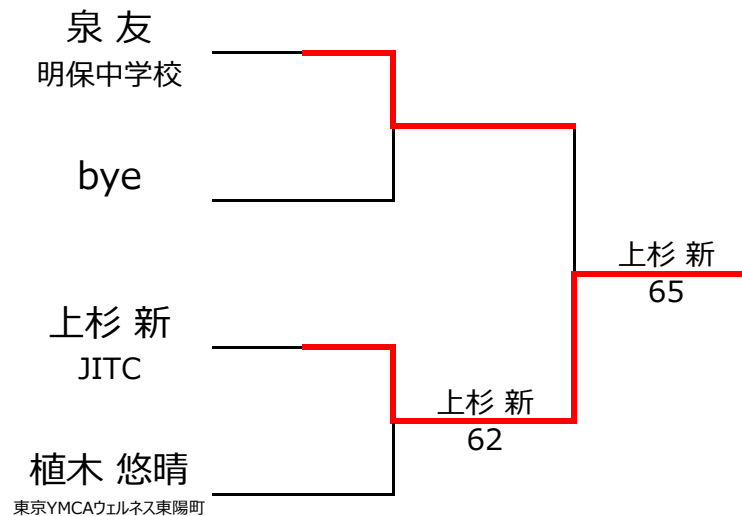 泉 友
明保中学校
bye
上杉 新
JITC
植木 悠晴
東京YMCAウェルネス東陽町
上杉 新
62
上杉 新
65